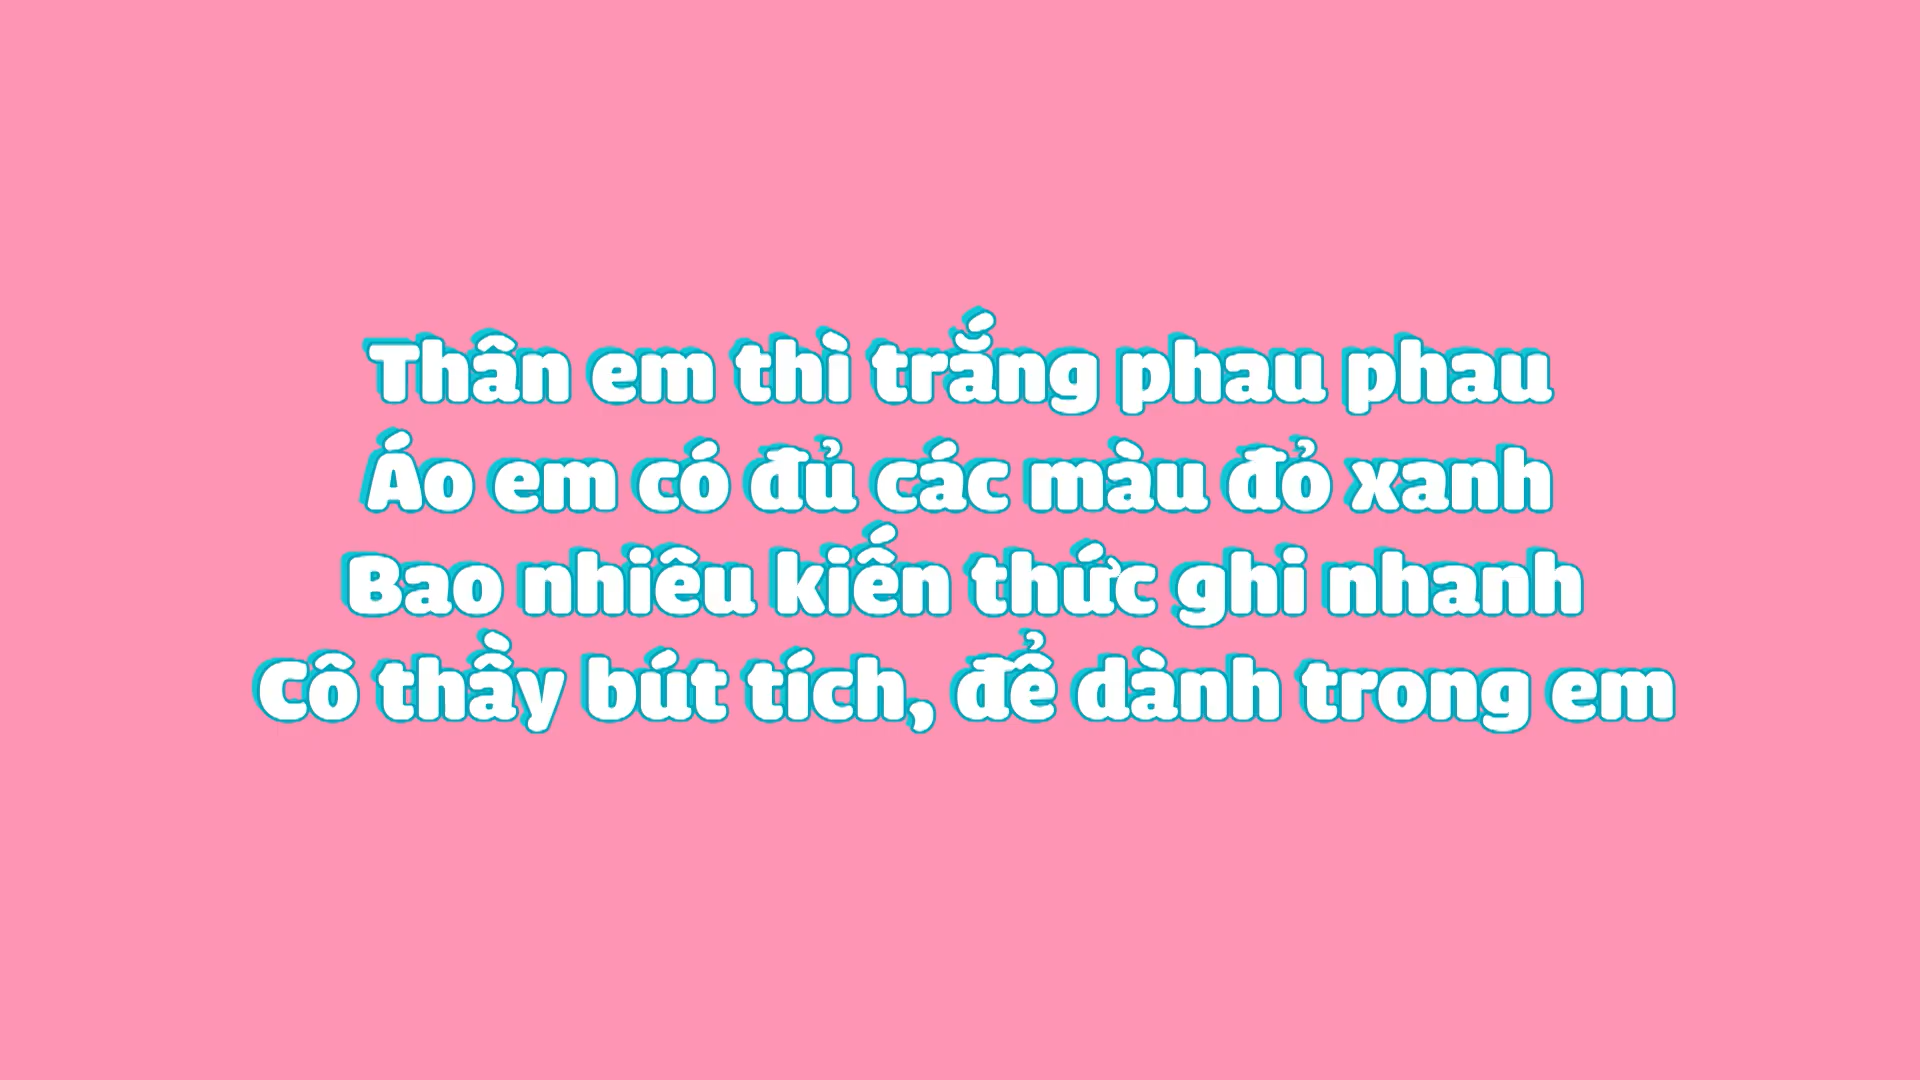 Thân em thì trắng phau phau
Áo em có đủ các màu đỏ xanh
Bao nhiêu kiến thức ghi nhanh
Cô thầy bút tích, để dành trong em